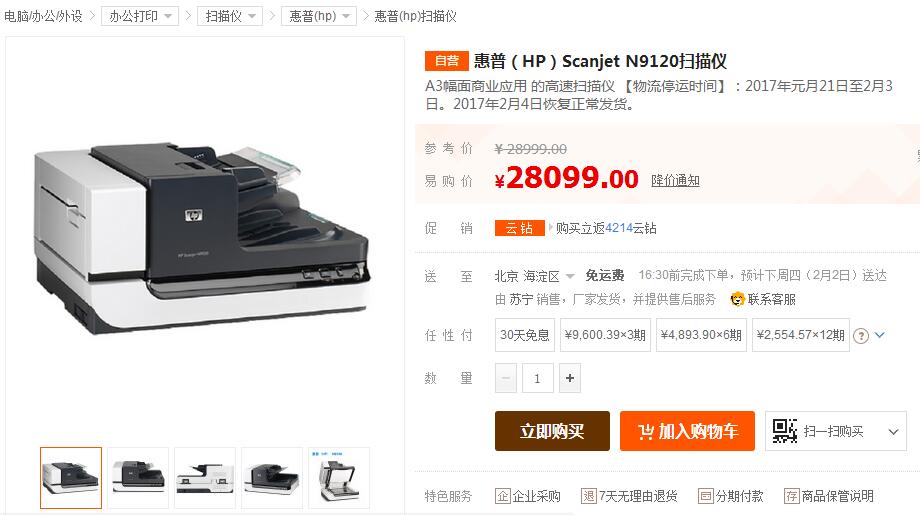 电脑/办公/外设
办公打印
扫描仪
惠普(hp)
惠普(hp)扫描仪
自营 惠普（HP）Scanjet N9120扫描仪
A3幅面商业应用 的高速扫描仪 【物流停运时间】：2017年元月21日至2月3
日。2017年2月4日恢复正常发货。
参考价 ¥ 28999.00
易购价 ¥28099.00 降价通知
促销 云钻 购买立返4214云钻
送至 北京 海淀区 免运费 16:30前完成下单，预计下周四（2月2日）送达
由 苏宁 销售，厂家发货，并提供售后服务 联系客服
任性付 30天免息 ¥9,600.39×3期 ¥4,893.90×6期 ¥2,554.57×12期 ?
数量 − 1 +
立即购买 加入购物车 扫一扫购买
特色服务 企 企业采购 退 7天无理由退货 分期付款 存 商品保管说明
hp